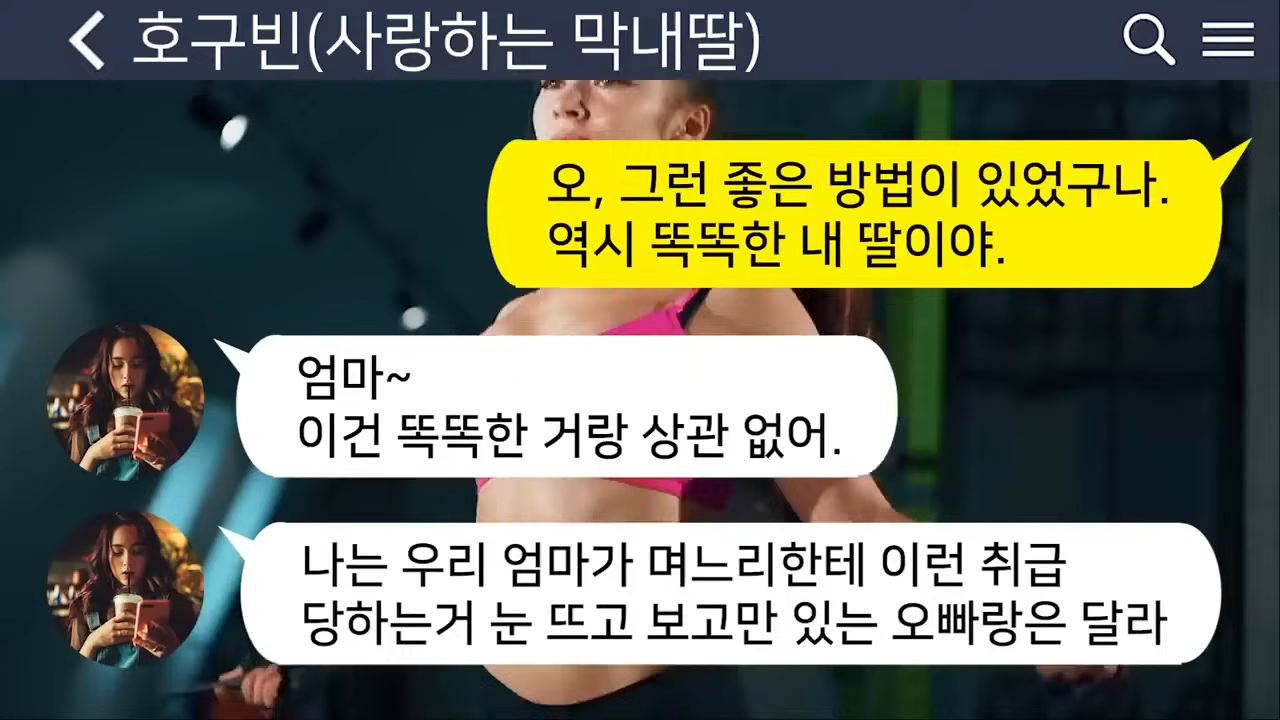 호구빈(사랑하는 막내딸)
오, 그런 좋은 방법이 있었구나.
역시 똑똑한 내 딸이야.
엄마~
이건 똑똑한 거랑 상관 없어.
나는 우리 엄마가 며느리한테 이런 취급
당하는거 눈 뜨고 보고만 있는 오빠랑은 달라